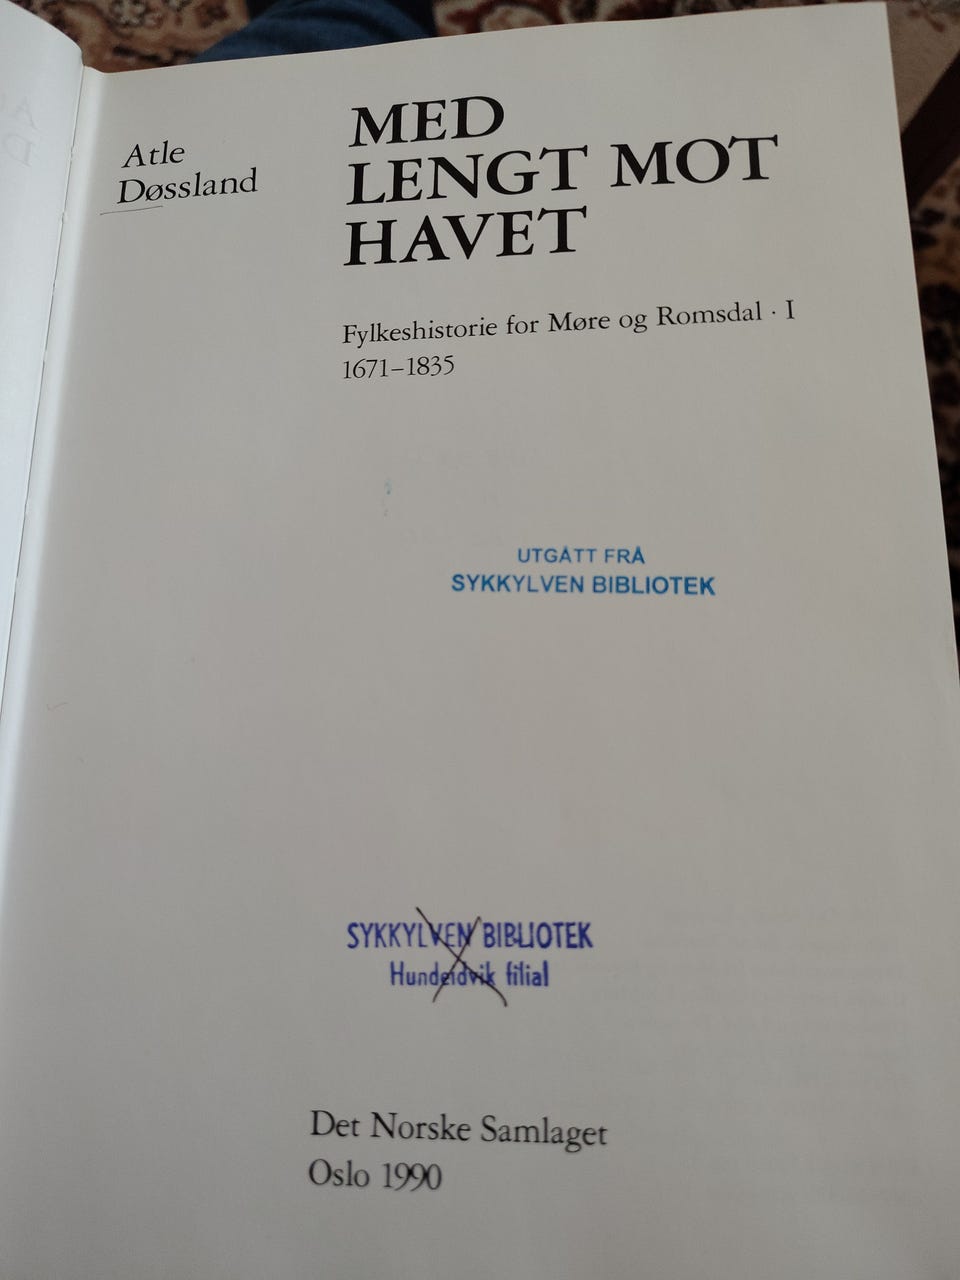 Atle
Døssland
MED
LENGT MOT
HAVET
Fylkeshistorie for Møre og Romsdal · I
1671–1835
UTGÅTT FRÅ
SYKKYLVEN BIBLIOTEK
SYKKYLVEN BIBLIOTEK
Hundeidvik filial
Det Norske Samlaget
Oslo 1990